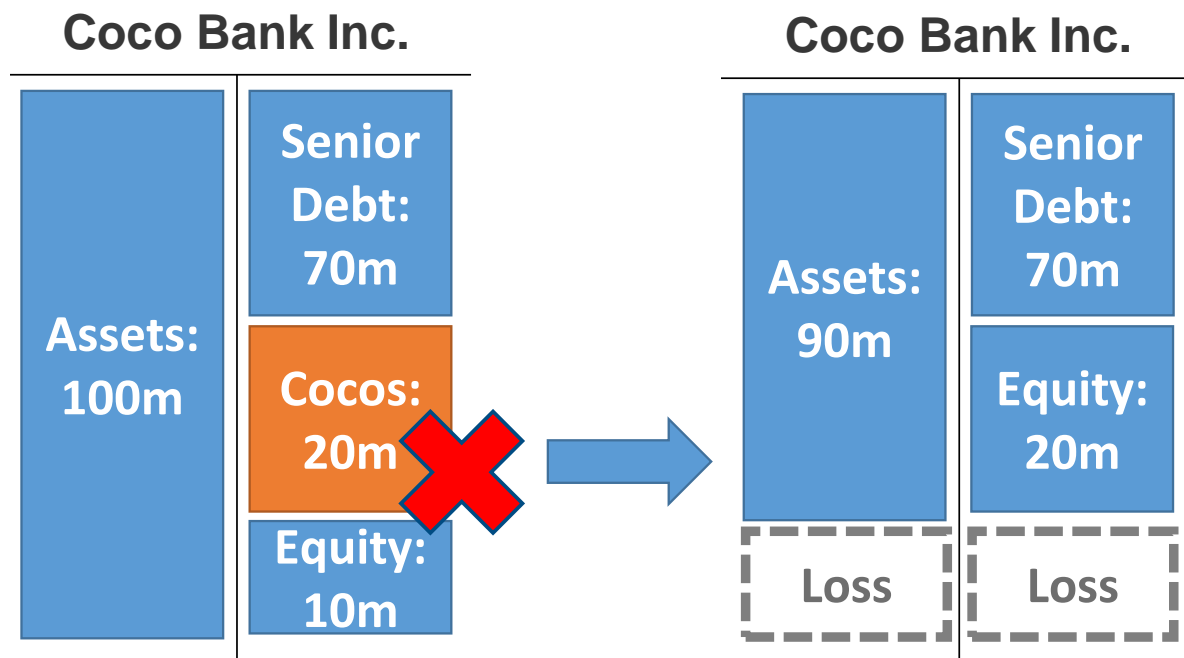 Coco Bank Inc.
Assets:
100m
Senior
Debt:
70m
Cocos:
20m
Equity:
10m
Coco Bank Inc.
Assets:
90m
Loss
Senior
Debt:
70m
Equity:
20m
Loss